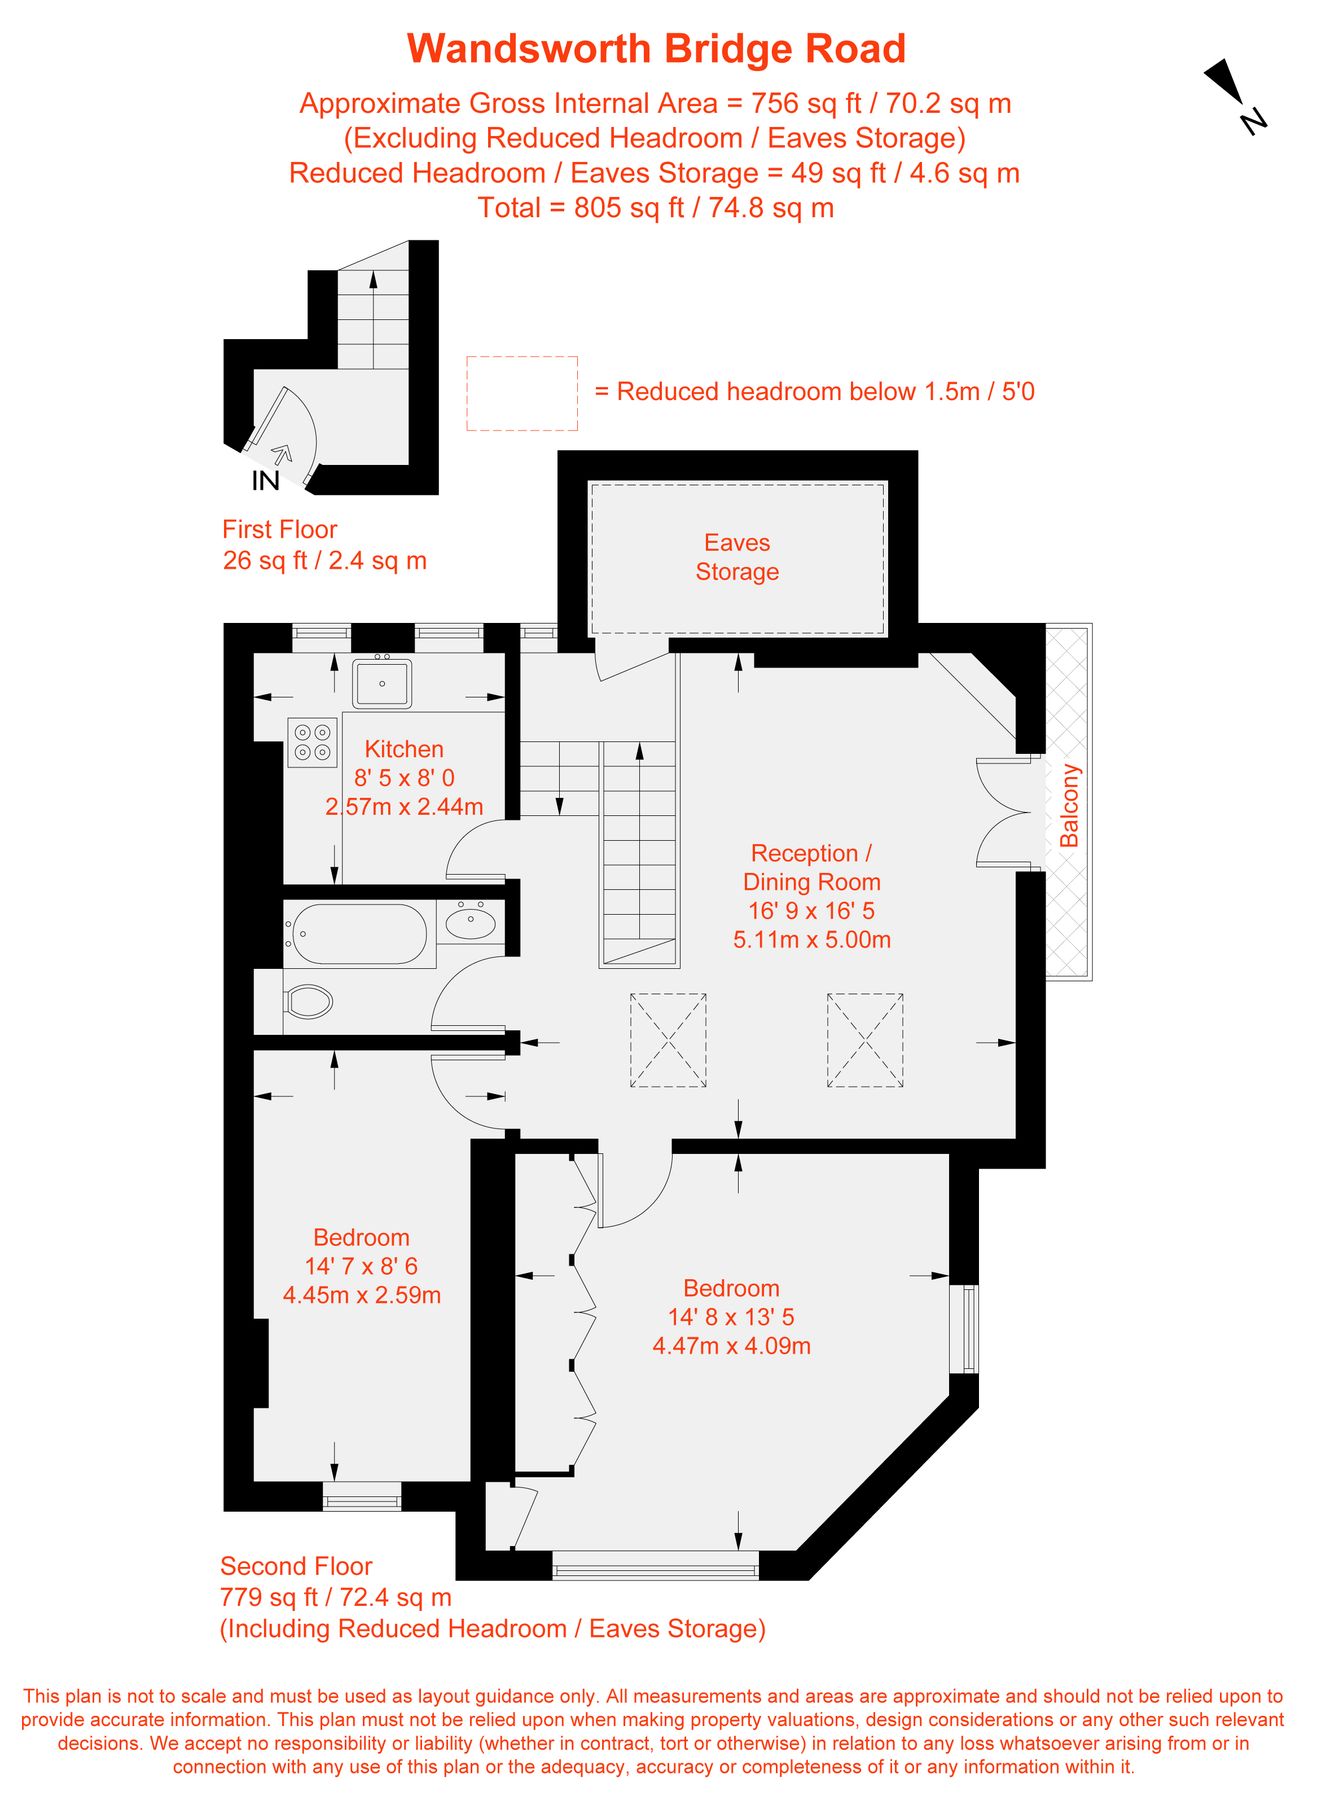 Wandsworth Bridge Road
Approximate Gross Internal Area = 756 sq ft / 70.2 sq m
(Excluding Reduced Headroom / Eaves Storage)
Reduced Headroom / Eaves Storage = 49 sq ft / 4.6 sq m
Total = 805 sq ft / 74.8 sq m
N
= Reduced headroom below 1.5m / 5'0
IN
First Floor
26 sq ft / 2.4 sq m
Eaves
Storage
Kitchen
8' 5 x 8' 0
2.57m x 2.44m
Balcony
Reception /
Dining Room
16' 9 x 16' 5
5.11m x 5.00m
Bedroom
14' 7 x 8' 6
4.45m x 2.59m
Bedroom
14' 8 x 13' 5
4.47m x 4.09m
Second Floor
779 sq ft / 72.4 sq m
(Including Reduced Headroom / Eaves Storage)
This plan is not to scale and must be used as layout guidance only. All measurements and areas are approximate and should not be relied upon to
provide accurate information. This plan must not be relied upon when making property valuations, design considerations or any other such relevant
decisions. We accept no responsibility or liability (whether in contract, tort or otherwise) in relation to any loss whatsoever arising from or in
connection with any use of this plan or the adequacy, accuracy or completeness of it or any information within it.